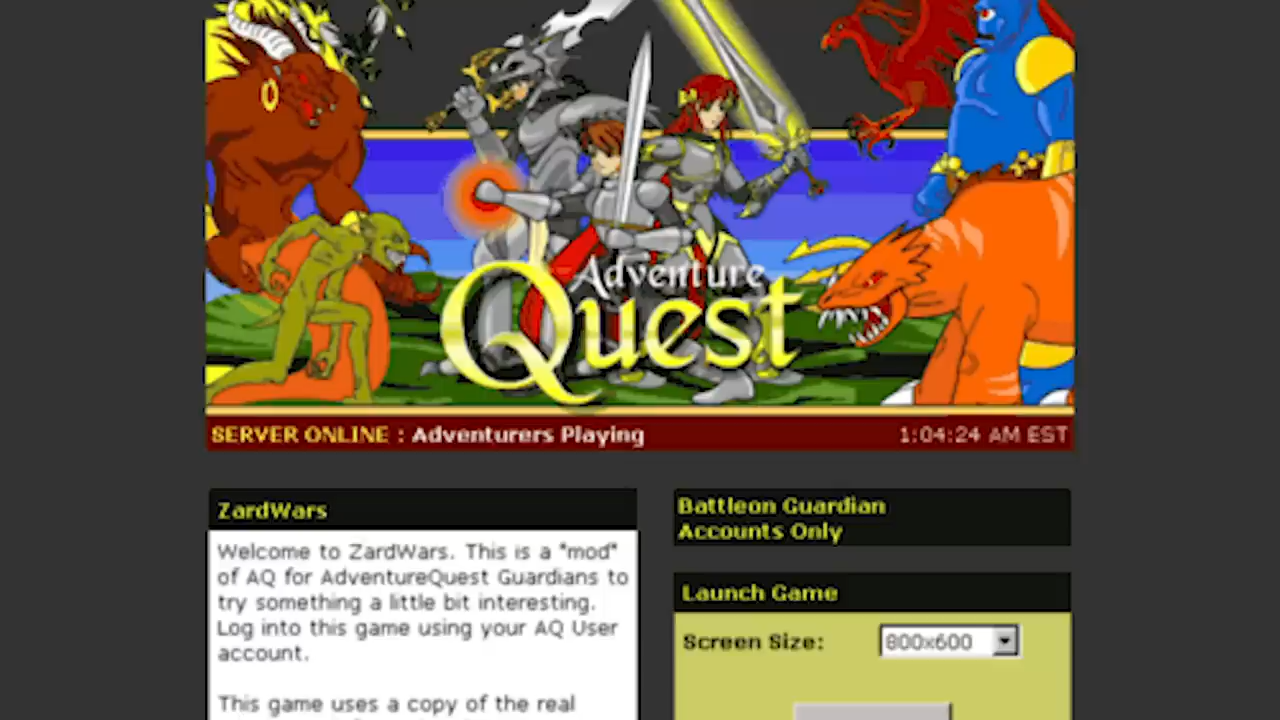 Adventure
Quest
SERVER ONLINE : Adventurers Playing
1:04:24 AM EST
ZardWars
Welcome to ZardWars. This is a "mod"
of AQ for AdventureQuest Guardians to
try something a little bit interesting.
Log into this game using your AQ User
account.
This game uses a copy of the real
Battleon Guardian
Accounts Only
Launch Game
Screen Size: 800x600